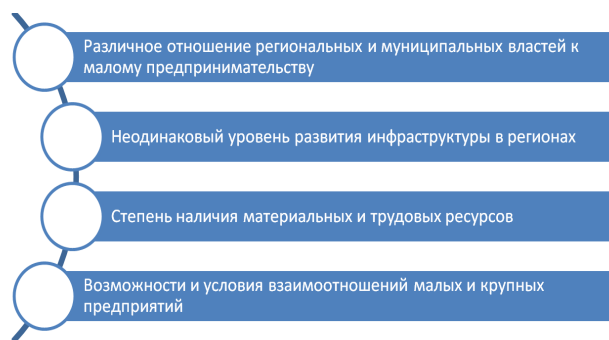 Различное отношение региональных и муниципальных властей к
малому предпринимательству
Неодинаковый уровень развития инфраструктуры в регионах
Степень наличия материальных и трудовых ресурсов
Возможности и условия взаимоотношений малых и крупных
предприятий